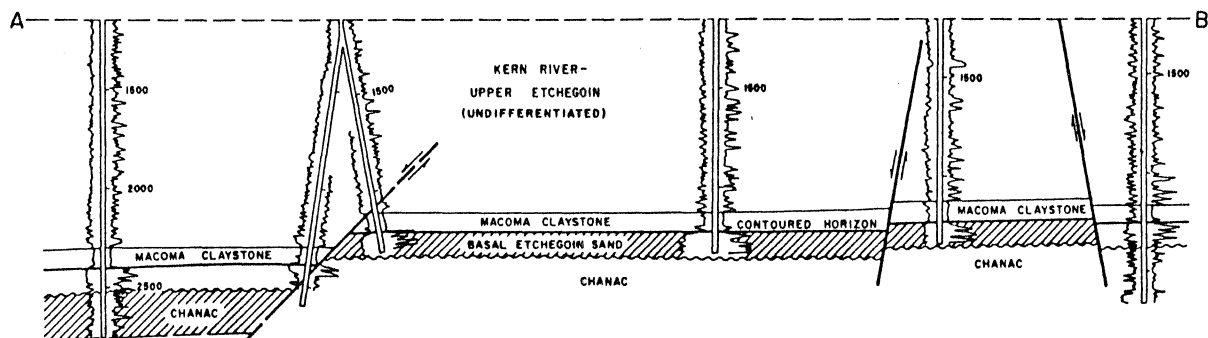 A
B
KERN RIVER-
UPPER ETCHEGOIN
(UNDIFFERENTIATED)
1500
1500
1500
1500
1500
2000
MACOMA CLAYSTONE
MACOMA CLAYSTONE
CONTOURED HORIZON
BASAL ETCHEGOIN SAND
MACOMA CLAYSTONE
CHANAC
CHANAC
2500
CHANAC